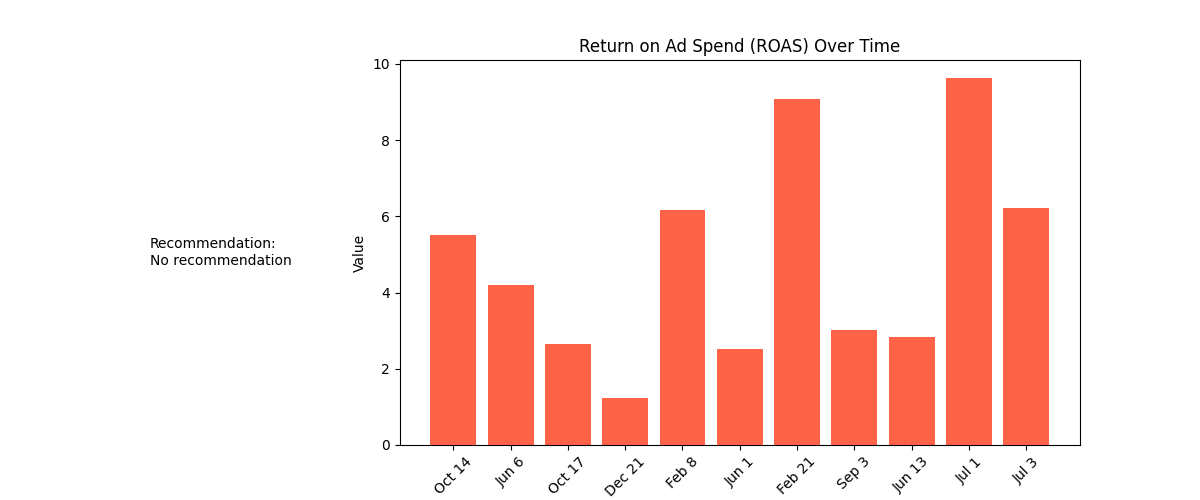 Return on Ad Spend (ROAS) Over Time
10
8
6
4
2
0
Value
Recommendation:
No recommendation
Oct 14
Jun 6
Oct 17
Dec 21
Feb 8
Jun 1
Feb 21
Sep 3
Jun 13
Jul 1
Jul 3